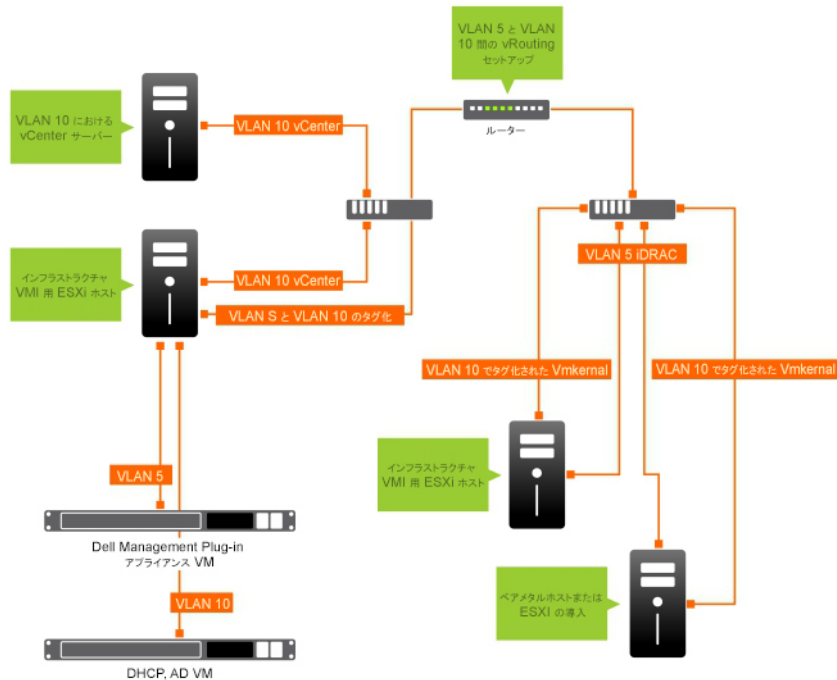 VLAN 5 と VLAN
10 間の vRouting
セットアップ
ルーター
VLAN 10 における
vCenter サーバー
VLAN 10 vCenter
インフラストラクチャ
VMI 用 ESXi ホスト
VLAN 10 vCenter
VLAN S と VLAN 10 のタグ化
VLAN 5 iDRAC
VLAN 10 でタグ化された Vmkernal
VLAN 10 でタグ化された Vmkernal
インフラストラクチャ
VMI 用 ESXi ホスト
VLAN 5
Dell Management Plug-in
アプライアンス VM
VLAN 10
DHCP, AD VM
ベアメタルホストまたは
ESXI の導入